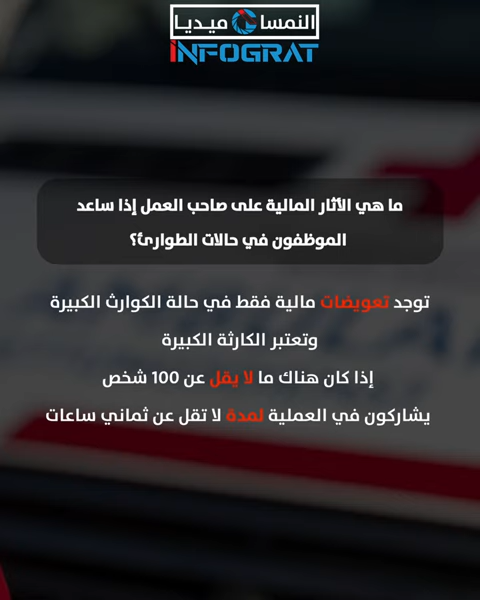 النمسا ميديا
iNFOGRAT
ما هي الآثار المالية على صاحب العمل إذا ساعد
الموظفون في حالات الطوارئ؟
توجد تعويضات مالية فقط في حالة الكوارث الكبيرة
وتعتبر الكارثة الكبيرة
إذا كان هناك ما لا يقل عن 100 شخص
يشاركون في العملية لمدة لا تقل عن ثماني ساعات